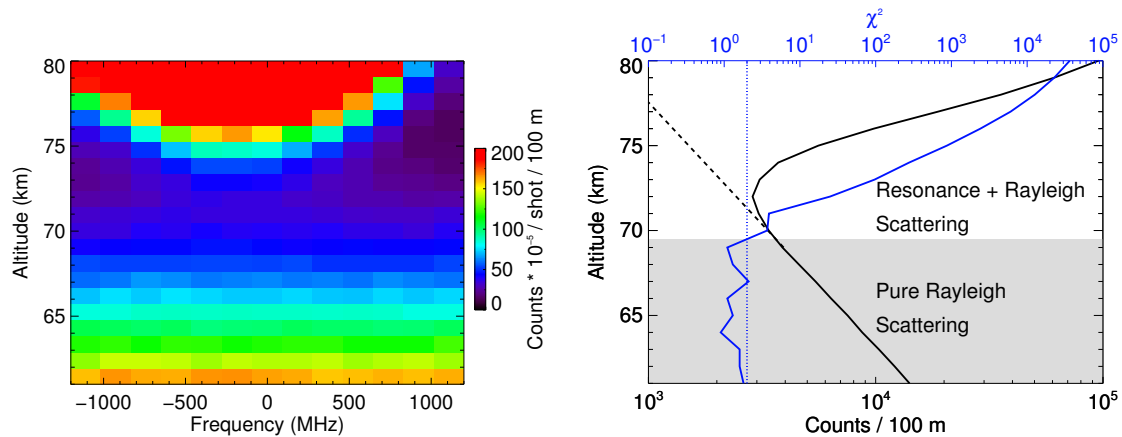 80
75
70
65
Altitude (km)
−1000
−500
0
500
1000
Frequency (MHz)
200
150
100
50
0
Counts * 10⁻⁵ / shot / 100 m
χ²
10⁻¹
10⁰
10¹
10²
10³
10⁴
10⁵
80
75
70
65
Altitude (km)
Resonance + Rayleigh
Scattering
Pure Rayleigh
Scattering
10³
10⁴
10⁵
Counts / 100 m